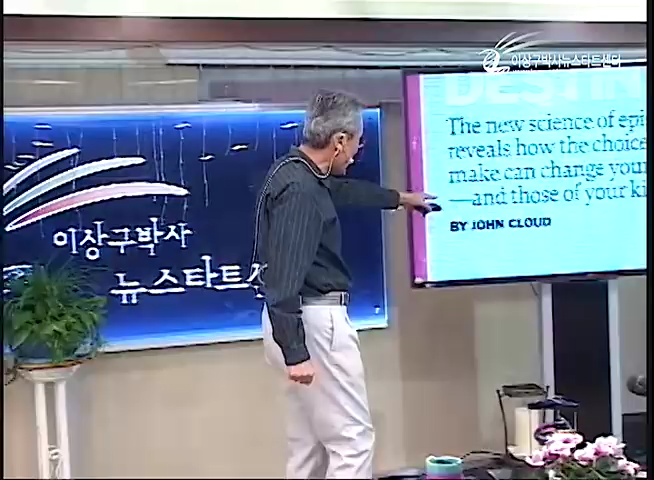 이상구박사뉴스타트센터
DESTIN
The new science of epi
reveals how the choice
make can change your
—and those of your ki
BY JOHN CLOUD
이상구박사
뉴스타트센